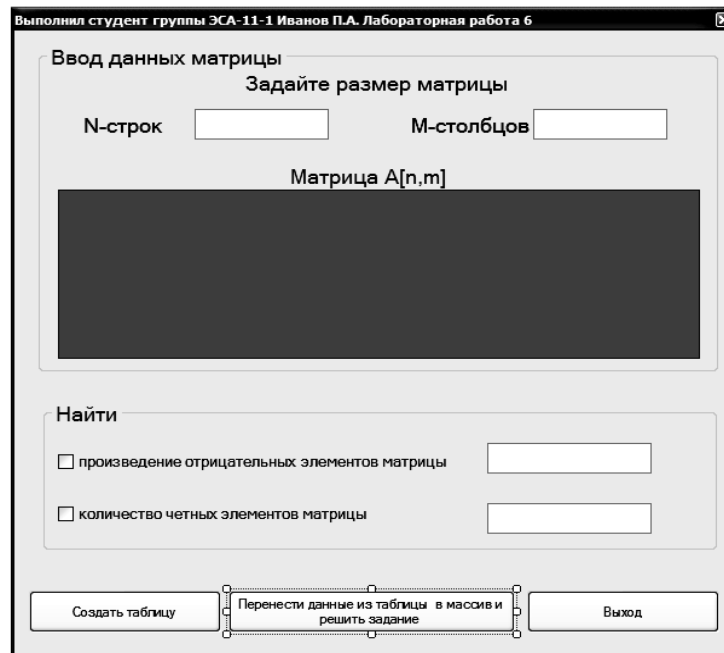 Выполнил студент группы ЭСА-11-1 Иванов П.А. Лабораторная работа 6
Ввод данных матрицы
Задайте размер матрицы
N-строк
М-столбцов
Матрица A[n,m]
Найти
произведение отрицательных элементов матрицы
количество четных элементов матрицы
Создать таблицу
Перенести данные из таблицы в массив и
решить задание
Выход